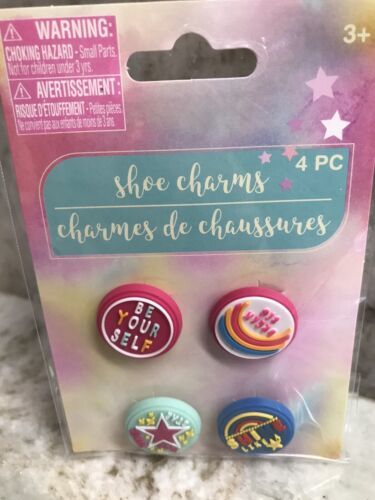 WARNING:
CHOKING HAZARD - Small Parts.
Not for children under 3 yrs.
AVERTISSEMENT:
RISQUE D'ÉTOUFFEMENT - Petites pièces.
Ne convient pas aux enfants de moins de 3 ans.
3+
4 PC
shoe charms
charmes de chaussures
BE
YOUR
SELF